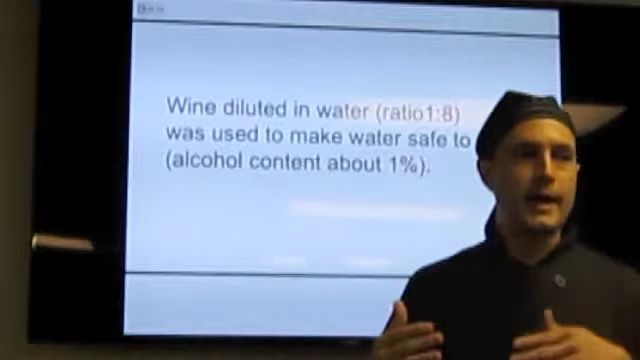 Wine diluted in water (ratio1:8)
was used to make water safe to
(alcohol content about 1%).